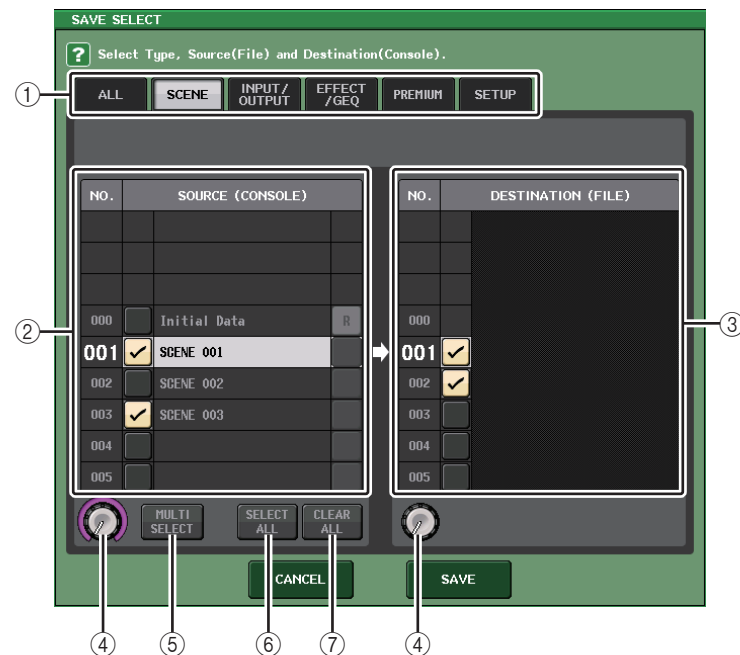 SAVE SELECT
? Select Type, Source(File) and Destination(Console).
① ALL SCENE INPUT/ OUTPUT EFFECT /GEQ PREMIUM SETUP
NO. SOURCE (CONSOLE) NO. DESTINATION (FILE)
② ③
000 Initial Data R 000
001 SCENE 001 001
002 SCENE 002 002
003 SCENE 003 003
004 004
005 005
MULTI SELECT SELECT ALL CLEAR ALL
CANCEL SAVE
④ ⑤ ⑥ ⑦ ④